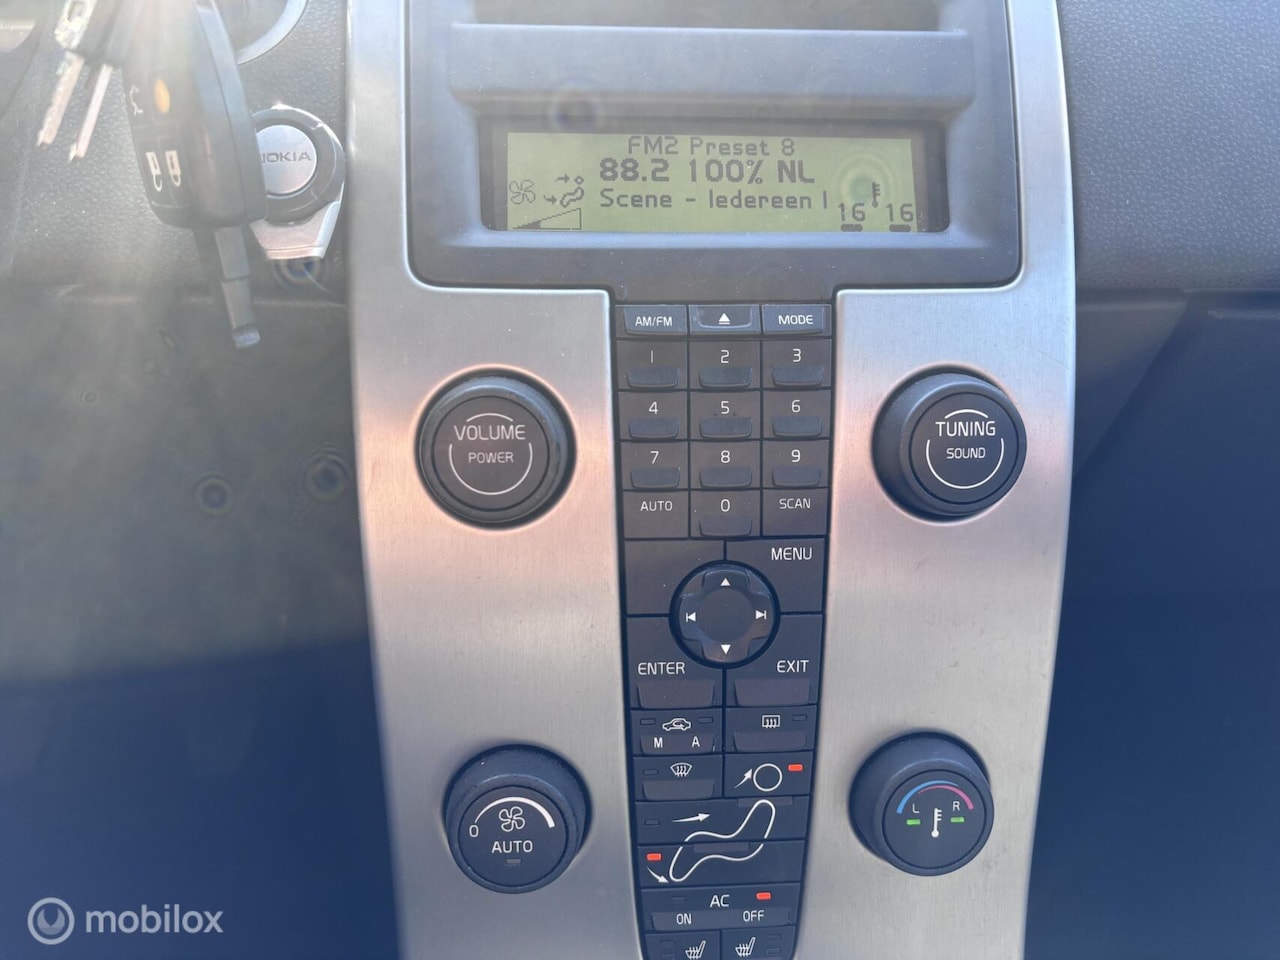 NOKIA
FM2 Preset 8
88.2 100% NL
Scene - Iedereen I
16 16
AM/FM MODE
1 2 3
4 5 6
7 8 9
AUTO 0 SCAN
VOLUME
POWER
TUNING
SOUND
MENU
ENTER EXIT
M A
0
AUTO
L R
AC
ON OFF
mobilox